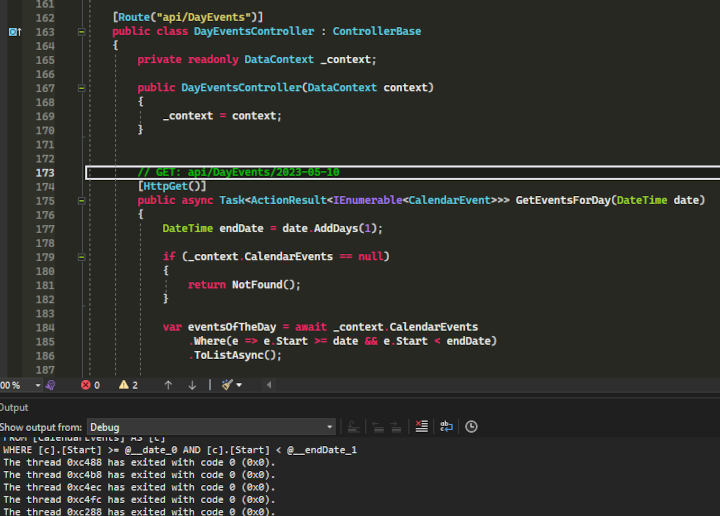 161
162 [Route("api/DayEvents")]
163 public class DayEventsController : ControllerBase
164 {
165 private readonly DataContext _context;
166
167 public DayEventsController(DataContext context)
168 {
169 _context = context;
170 }
171
172
173 // GET: api/DayEvents/2023-05-10
174 [HttpGet()]
175 public async Task<ActionResult<IEnumerable<CalendarEvent>>> GetEventsForDay(DateTime date)
176 {
177 DateTime endDate = date.AddDays(1);
178
179 if (_context.CalendarEvents == null)
180 {
181 return NotFound();
182 }
183
184 var eventsOfTheDay = await _context.CalendarEvents
185 .Where(e => e.Start >= date && e.Start < endDate)
186 .ToListAsync();
187
00 % 0 2
Output
Show output from: Debug
FROM [CalendarEvents] AS [c]
WHERE [c].[Start] >= @__date_0 AND [c].[Start] < @__endDate_1
The thread 0xc488 has exited with code 0 (0x0).
The thread 0xc4b8 has exited with code 0 (0x0).
The thread 0xc4ec has exited with code 0 (0x0).
The thread 0xc4fc has exited with code 0 (0x0).
The thread 0xc288 has exited with code 0 (0x0).